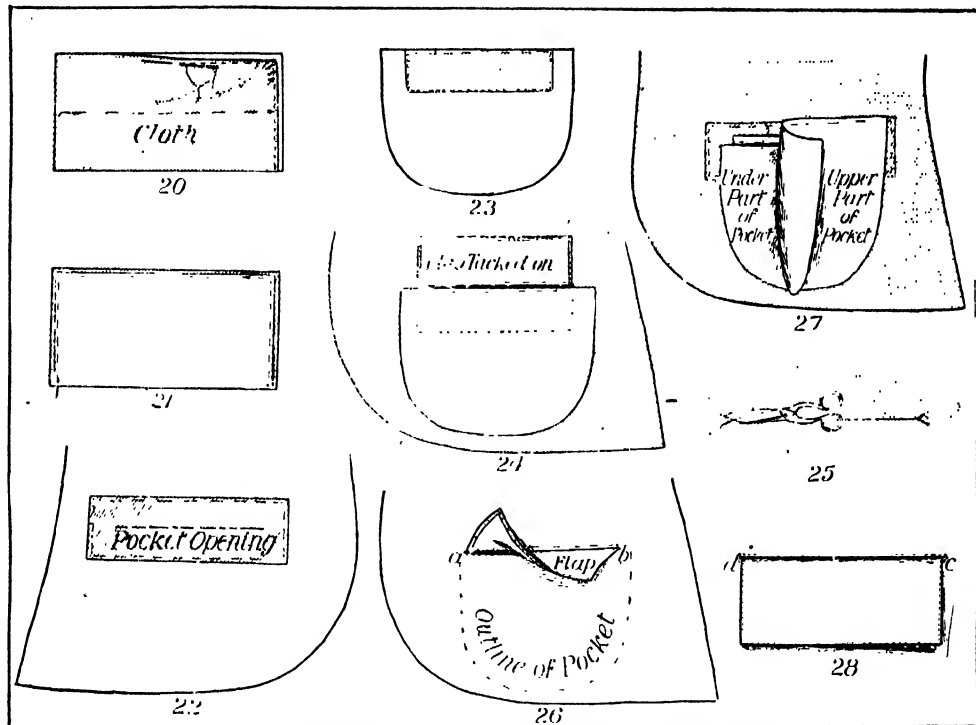 Cloth
20
23
Under
Part
of
Pocket
Upper
Part
of
Pocket
27
21
Tacked on
24
25
Pocket Opening
22
a
b
Flap
Outline of Pocket
26
d
c
28